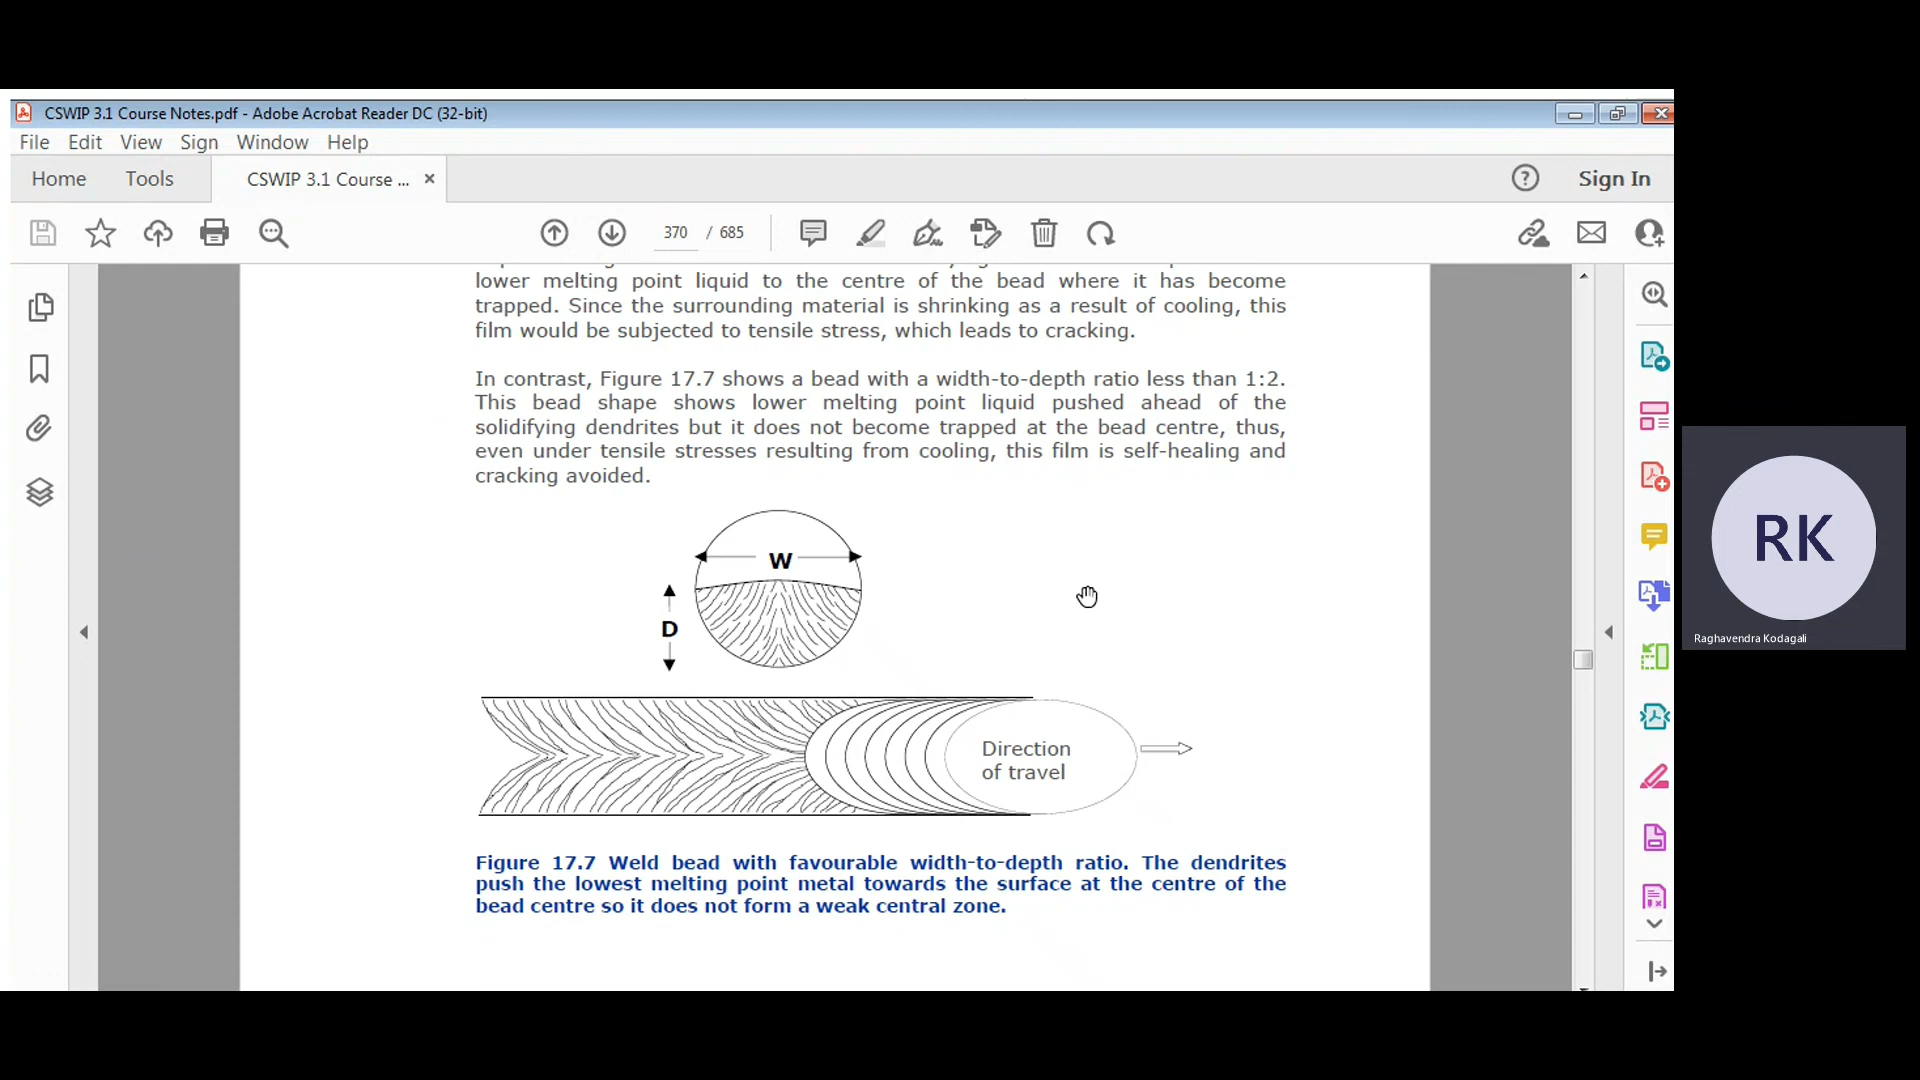 CSWIP 3.1 Course Notes.pdf - Adobe Acrobat Reader DC (32-bit)
File Edit View Sign Window Help
Home Tools CSWIP 3.1 Course ... × Sign In
370 / 685
lower melting point liquid to the centre of the bead where it has become
trapped. Since the surrounding material is shrinking as a result of cooling, this
film would be subjected to tensile stress, which leads to cracking.
In contrast, Figure 17.7 shows a bead with a width-to-depth ratio less than 1:2.
This bead shape shows lower melting point liquid pushed ahead of the
solidifying dendrites but it does not become trapped at the bead centre, thus,
even under tensile stresses resulting from cooling, this film is self-healing and
cracking avoided.
W
D
Direction
of travel
Figure 17.7 Weld bead with favourable width-to-depth ratio. The dendrites
push the lowest melting point metal towards the surface at the centre of the
bead centre so it does not form a weak central zone.
RK
Raghavendra Kodagali